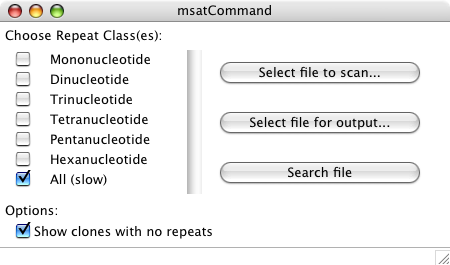 msatCommand
Choose Repeat Class(es):
Mononucleotide
Dinucleotide
Trinucleotide
Tetranucleotide
Pentanucleotide
Hexanucleotide
All (slow)
Select file to scan...
Select file for output...
Search file
Options:
Show clones with no repeats